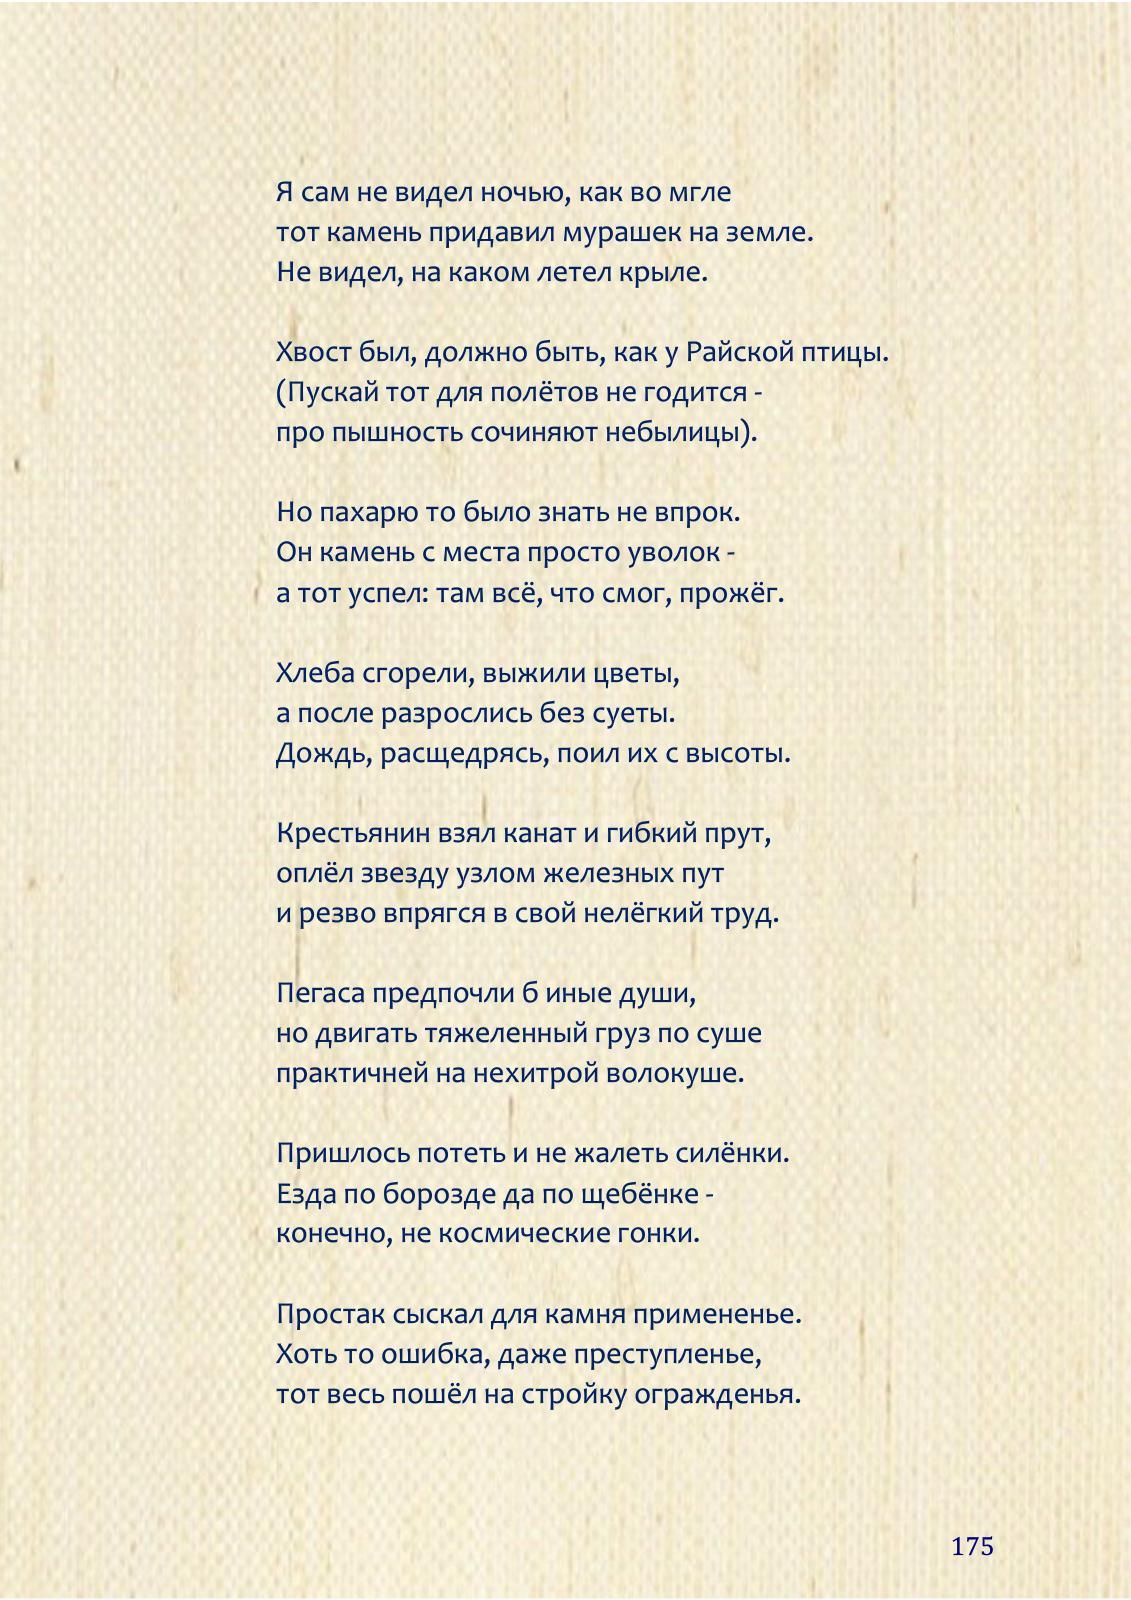 Я сам не видел ночью, как во мгле
тот камень придавил мурашек на земле.
Не видел, на каком летел крыле.

Хвост был, должно быть, как у Райской птицы.
(Пускай тот для полётов не годится -
про пышность сочиняют небылицы).

Но пахарю то было знать не впрок.
Он камень с места просто уволок -
а тот успел: там всё, что смог, прожёг.

Хлеба сгорели, выжили цветы,
а после разрослись без суеты.
Дождь, расщедрясь, поил их с высоты.

Крестьянин взял канат и гибкий прут,
оплёл звезду узлом железных пут
и резво впрягся в свой нелёгкий труд.

Пегаса предпочли б иные души,
но двигать тяжеленный груз по суше
практичней на нехитрой волокуше.

Пришлось потеть и не жалеть силёнки.
Езда по борозде да по щебёнке -
конечно, не космические гонки.

Простак сыскал для камня примененье.
Хоть то ошибка, даже преступленье,
тот весь пошёл на стройку огражденья.

175